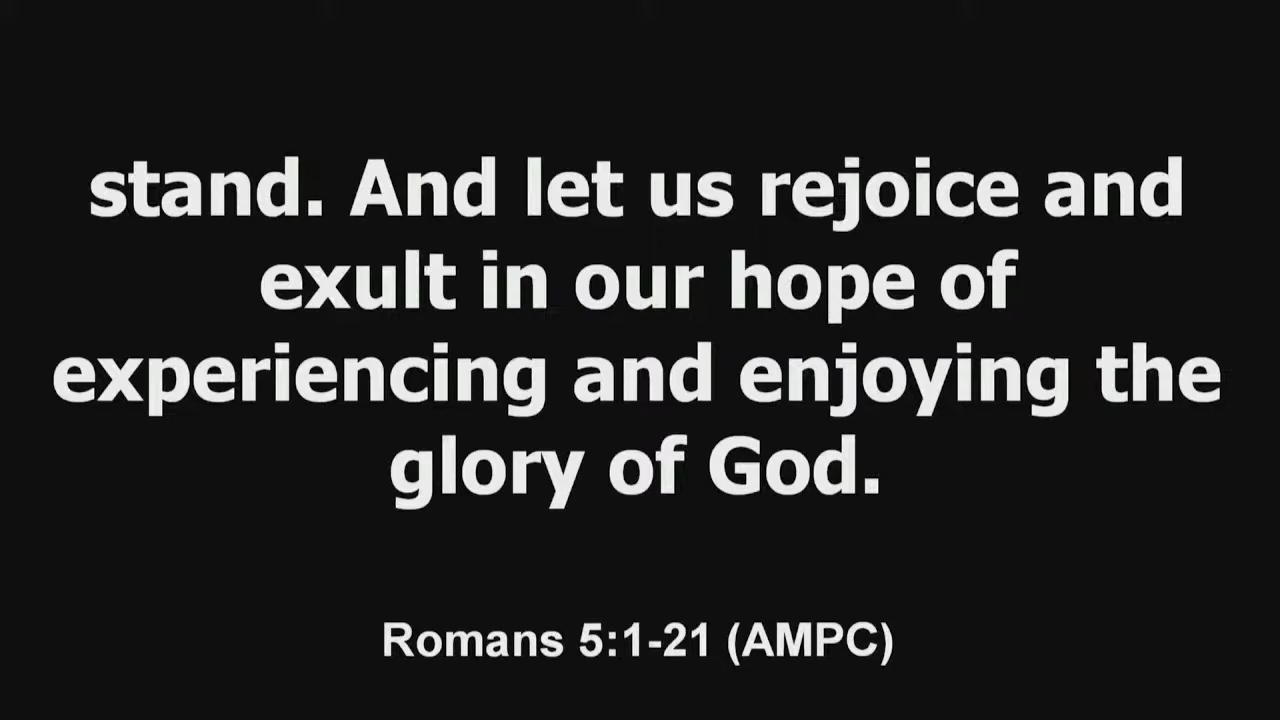 stand. And let us rejoice and
exult in our hope of
experiencing and enjoying the
glory of God.
Romans 5:1-21 (AMPC)